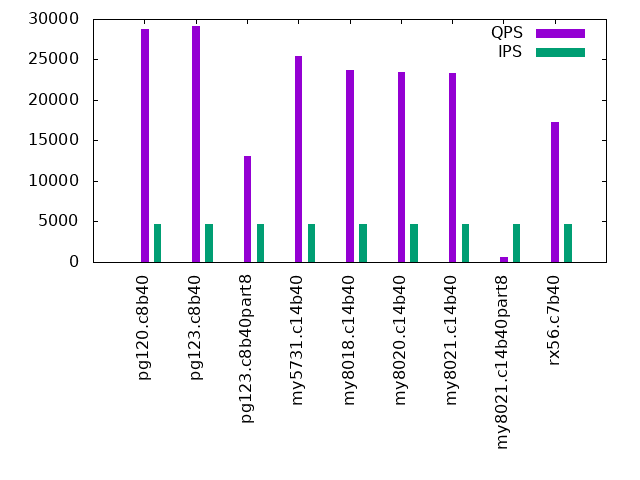 30000
25000
20000
15000
10000
5000
0
QPS
IPS
pg120.c8b40
pg123.c8b40
pg123.c8b40part8
my5731.c14b40
my8018.c14b40
my8020.c14b40
my8021.c14b40
my8021.c14b40part8
rx56.c7b40